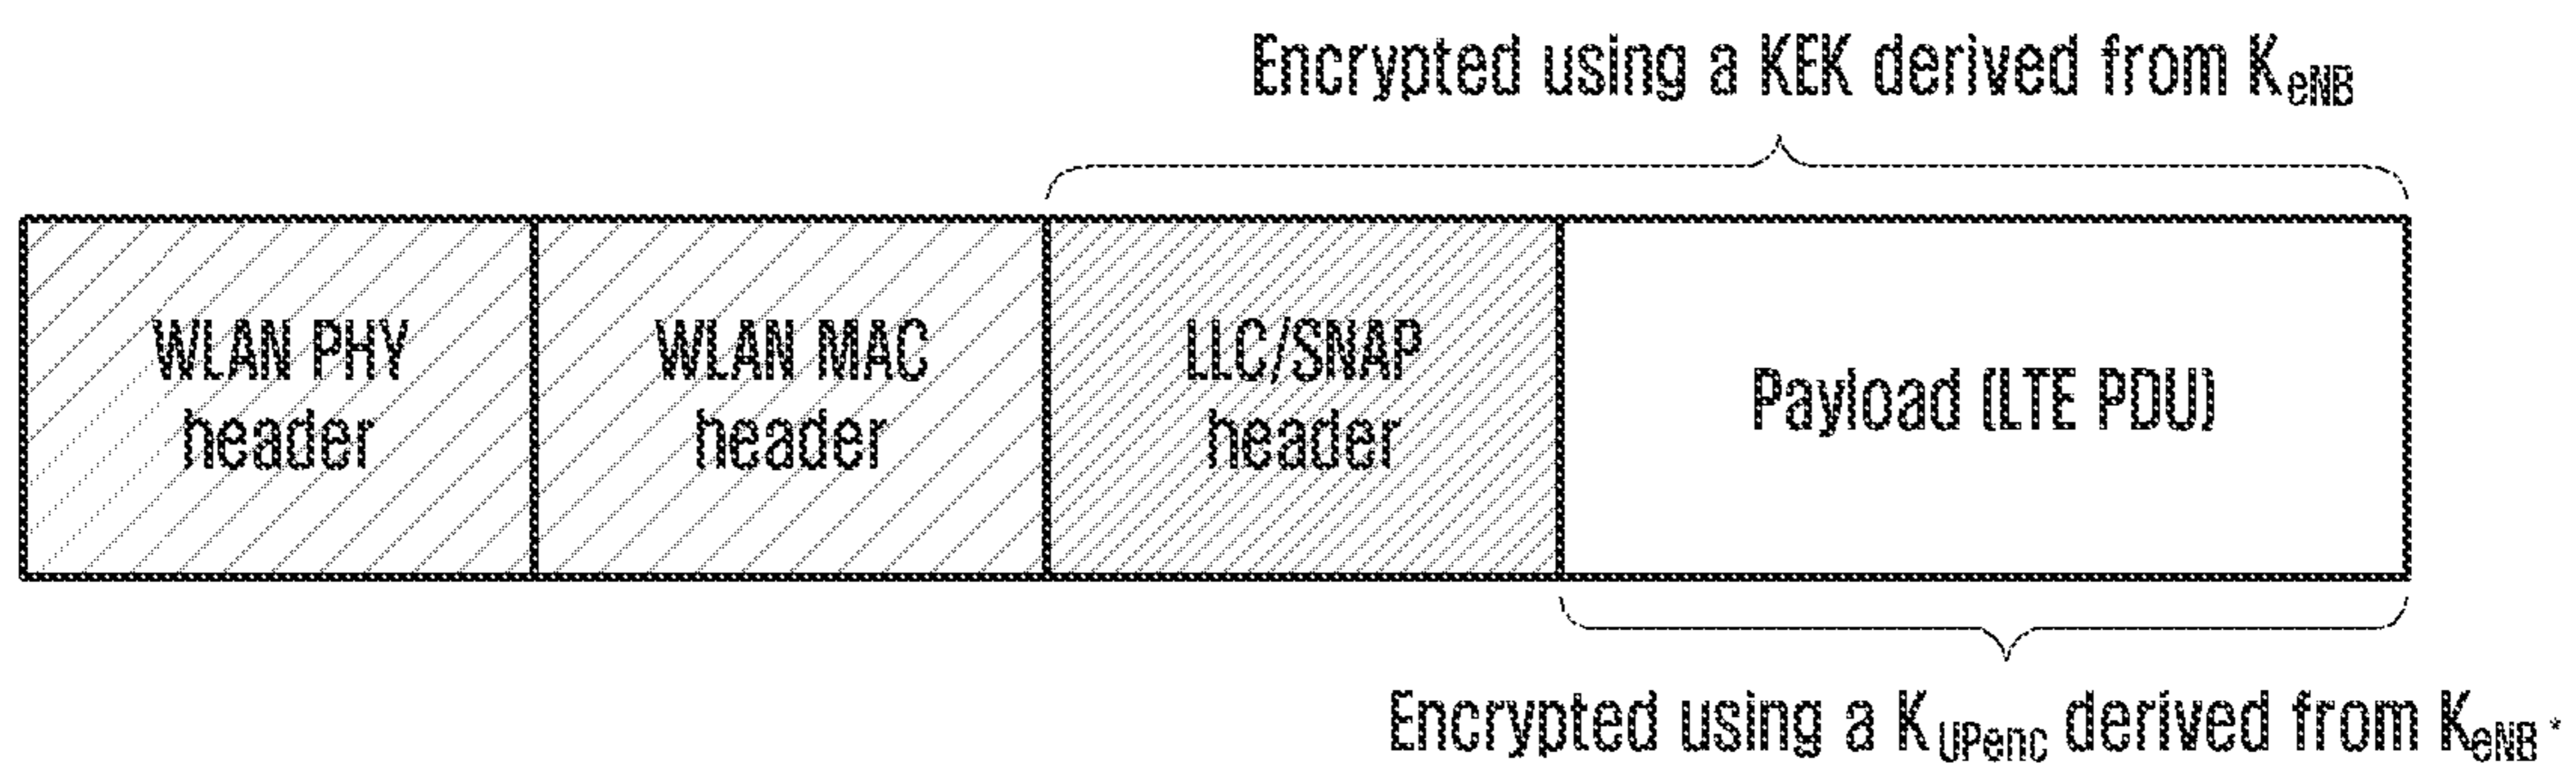 Encrypted using a KEK derived from KeNB
WLAN PHY
header
WLAN MAC
header
LLC/SNAP
header
Payload (LTE PDU)
Encrypted using a KUPenc derived from KeNB*